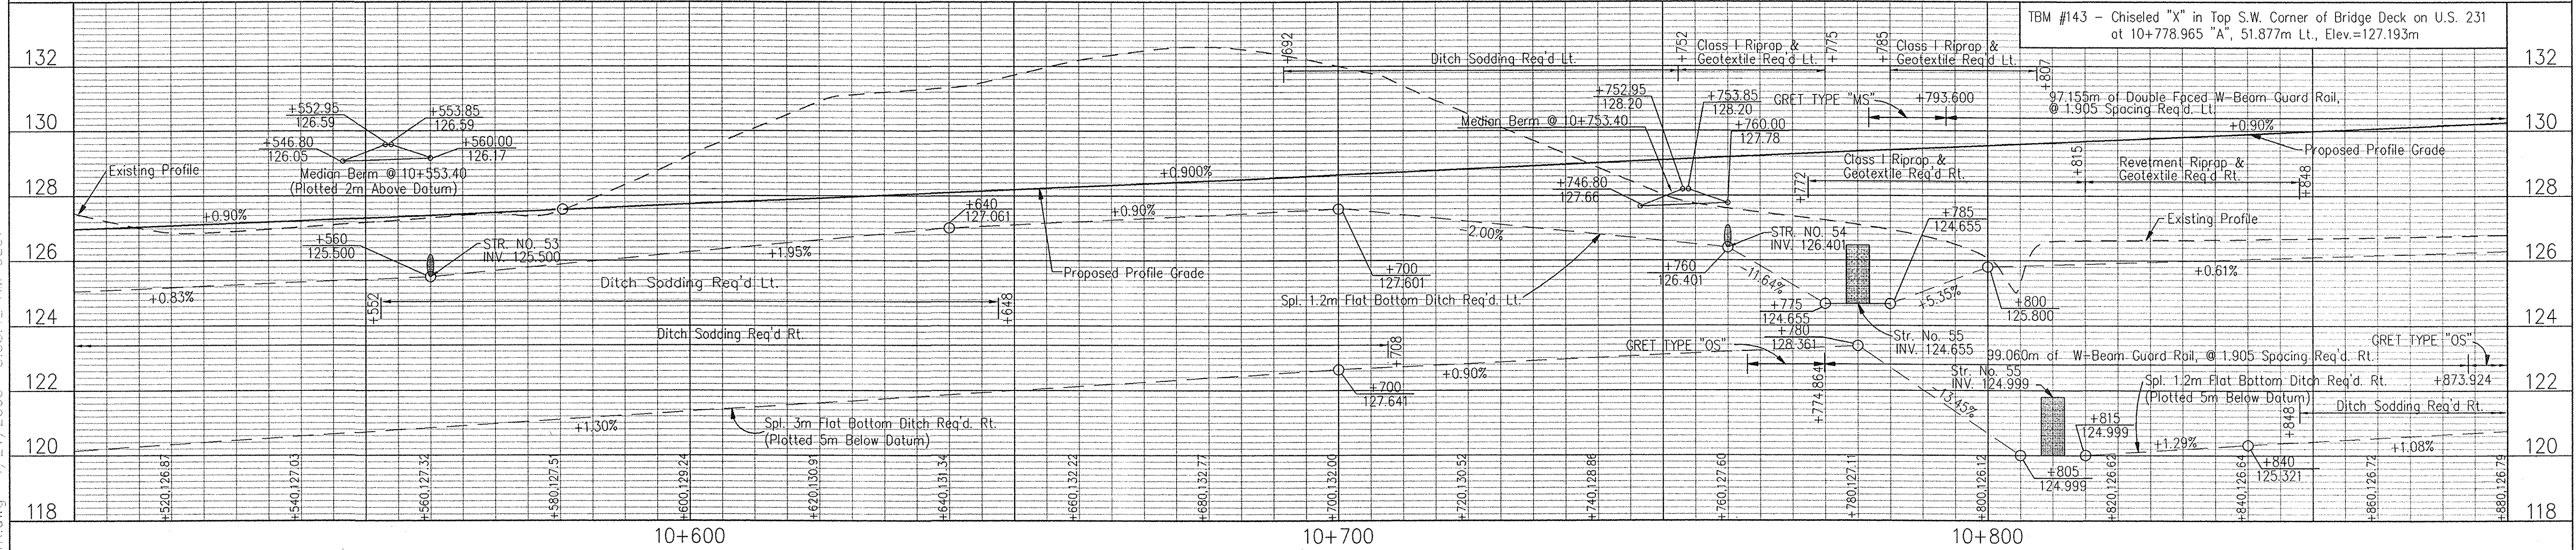 TBM #143 - Chiseled "X" in Top S.W. Corner of Bridge Deck on U.S. 231
at 10+778.965 "A", 51.877m Lt., Elev.=127.193m
132
130
128
126
124
122
120
118
132
130
128
126
124
122
120
118
+692
Ditch Sodding Req'd Lt.
+752
Class I Riprap &
Geotextile Req'd Lt.
+775
+785
Class I Riprap &
Geotextile Req'd Lt.
+807
+552.95
126.59
+553.85
126.59
+546.80
126.05
+560.00
126.17
Median Berm @ 10+553.40
(Plotted 2m Above Datum)
Existing Profile
+752.95
128.20
+753.85
128.20
GRET TYPE "MS"
+793.600
97.155m of Double Faced W-Beam Guard Rail,
@ 1.905 Spacing Req'd. Lt.
Median Berm @ 10+753.40
+760.00
127.78
+0.90%
Proposed Profile Grade
+746.80
127.66
+0.900%
Class I Riprap &
Geotextile Req'd Rt.
+772
+815
Revetment Riprap &
Geotextile Req'd Rt.
+848
+0.90%
+640
127.061
+0.90%
-2.00%
+785
124.655
Existing Profile
+560
125.500
STR. NO. 53
INV. 125.500
+1.95%
Proposed Profile Grade
+700
127.601
STR. NO. 54
INV. 126.401
+760
126.401
-11.64%
+5.35%
+0.61%
+0.83%
Ditch Sodding Req'd Lt.
+552
+648
Spl. 1.2m Flat Bottom Ditch Req'd. Lt.
+775
124.655
+800
125.800
Ditch Sodding Req'd Rt.
+708
GRET TYPE "OS"
+780
128.361
Str. No. 55
INV. 124.655
GRET TYPE "OS"
99.060m of W-Beam Guard Rail, @ 1.905 Spacing Req'd. Rt.
+0.90%
+700
127.641
+774.864
Str. No. 55
INV. 124.999
Spl. 1.2m Flat Bottom Ditch Req'd. Rt.
(Plotted 5m Below Datum)
+873.924
-13.45%
Ditch Sodding Req'd Rt.
+848
+1.30%
Spl. 3m Flat Bottom Ditch Req'd. Rt.
(Plotted 5m Below Datum)
+815
124.999
+1.29%
+1.08%
+805
124.999
+840
125.321
+520,126.87
+540,127.03
+560,127.32
+580,127.51
+600,129.24
+620,130.91
+640,131.34
+660,132.22
+680,132.77
+700,132.00
+720,130.52
+740,128.86
+760,127.60
+780,127.11
+800,126.12
+820,126.62
+840,126.64
+860,126.72
+880,126.79
10+600
10+700
10+800